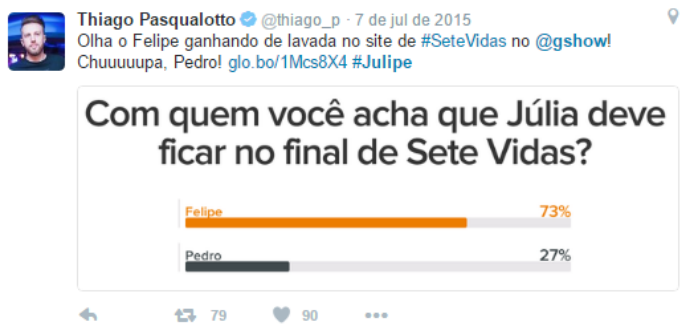 Thiago Pasqualotto @thiago_p · 7 de jul de 2015
Olha o Felipe ganhando de lavada no site de #SeteVidas no @gshow!
Chuuuuupa, Pedro! glo.bo/1Mcs8X4 #Julipe
Com quem você acha que Júlia deve
ficar no final de Sete Vidas?
Felipe 73%
Pedro 27%
79 90